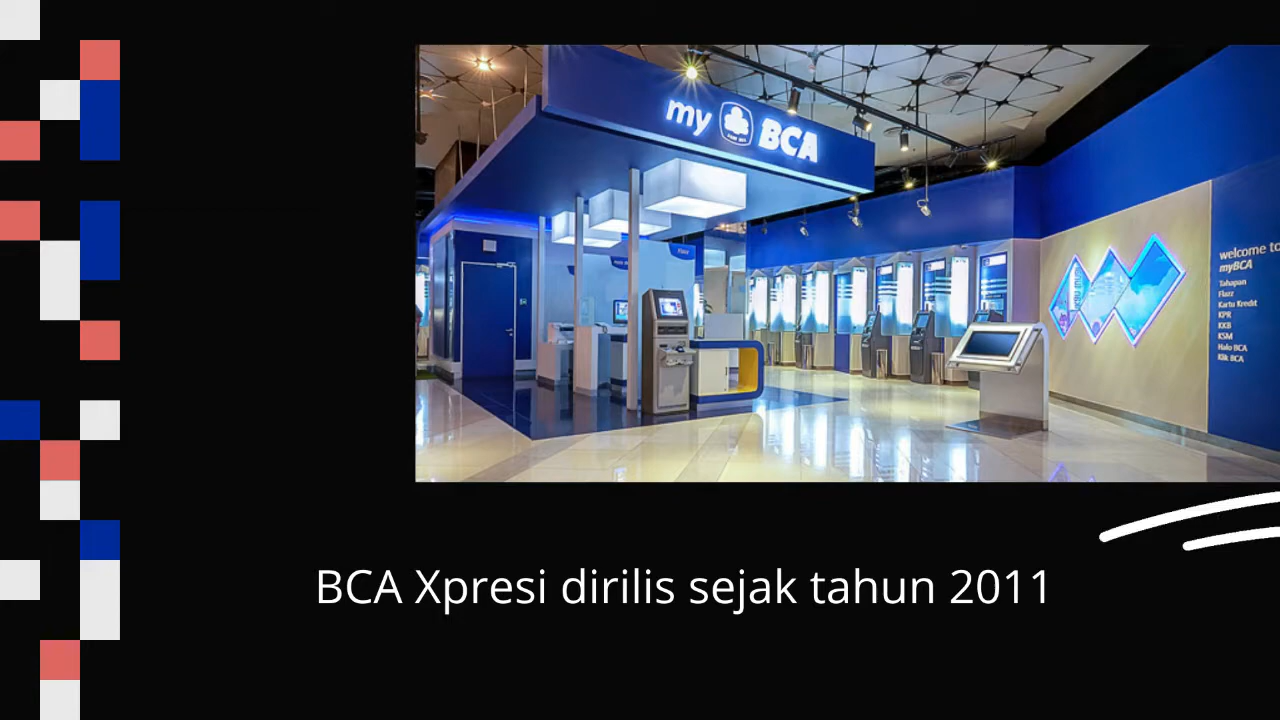 my BCA
welcome to
myBCA
Tahapan
Flazz
Kartu Kredit
KPR
KKB
KSM
Halo BCA
Klik BCA
BCA Xpresi dirilis sejak tahun 2011